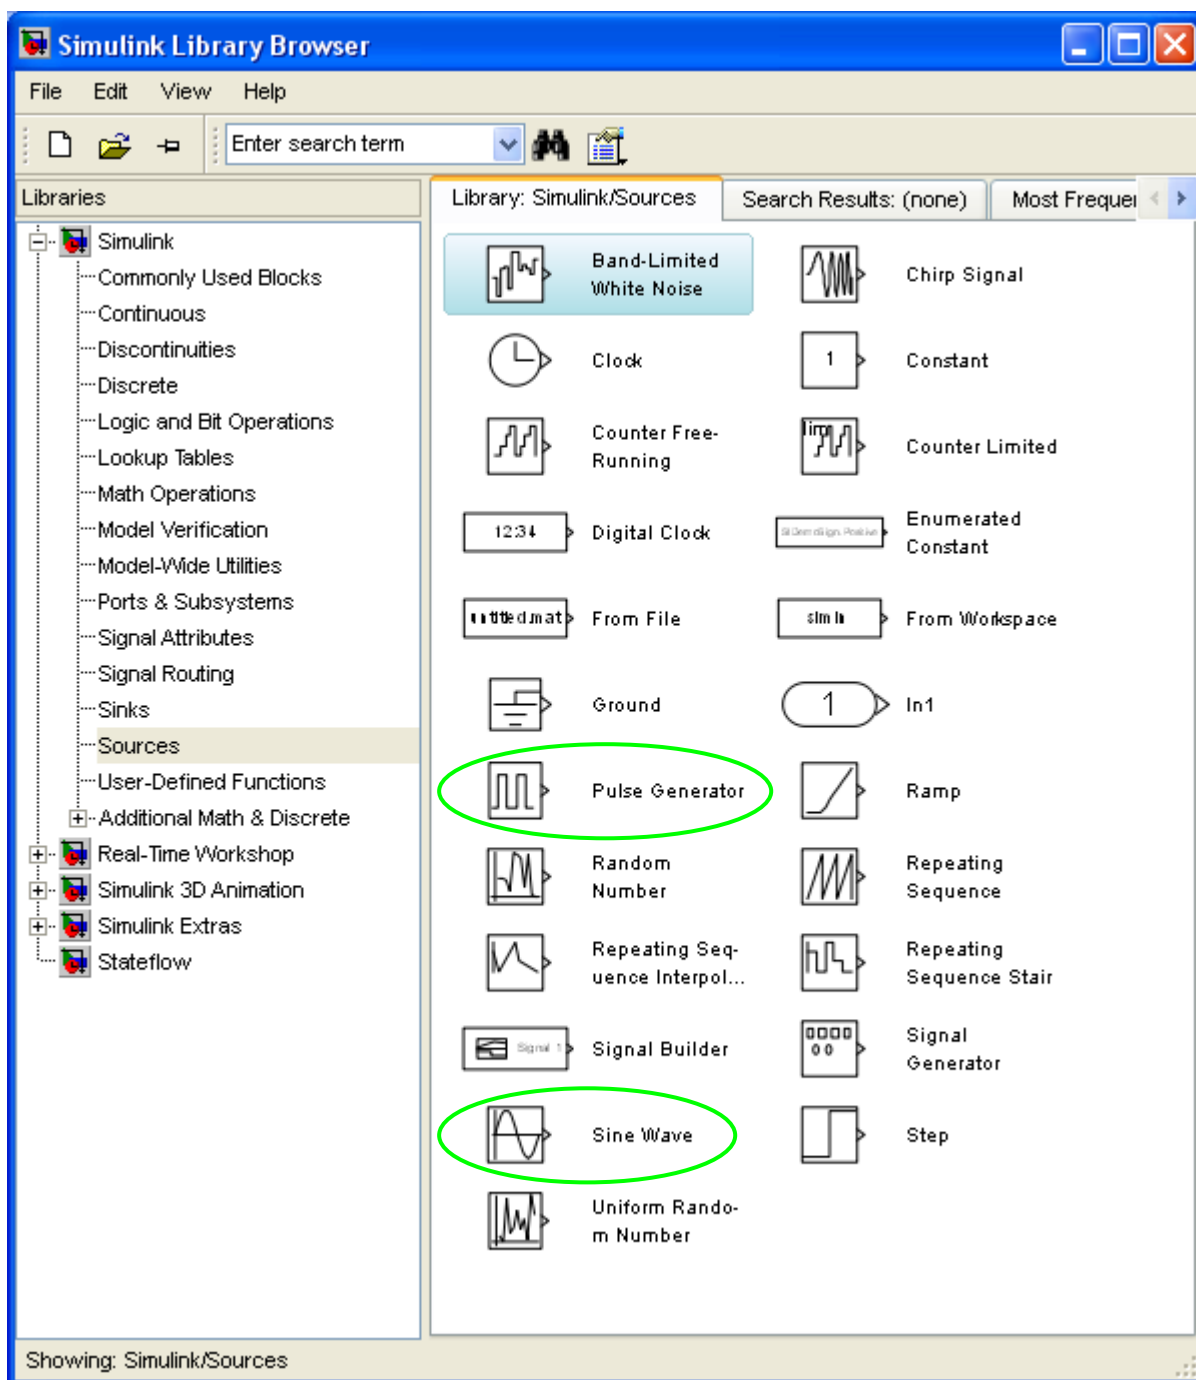 Simulink Library Browser
File Edit View Help
Enter search term
Libraries
Library: Simulink/Sources
Search Results: (none)
Most Frequer
Simulink
Commonly Used Blocks
Continuous
Discontinuities
Discrete
Logic and Bit Operations
Lookup Tables
Math Operations
Model Verification
Model-Wide Utilities
Ports & Subsystems
Signal Attributes
Signal Routing
Sinks
Sources
User-Defined Functions
Additional Math & Discrete
Real-Time Workshop
Simulink 3D Animation
Simulink Extras
Stateflow
Band-Limited
White Noise
Chirp Signal
Clock
1
Constant
Counter Free-
Running
lim
Counter Limited
12:34
Digital Clock
Enumerated
Constant
untitled.mat
From File
simin
From Workspace
Ground
1
In1
Pulse Generator
Ramp
Random
Number
Repeating
Sequence
Repeating Seq-
uence Interpol...
Repeating
Sequence Stair
Signal 1
Signal Builder
Signal
Generator
Sine Wave
Step
Uniform Rando-
m Number
Showing: Simulink/Sources